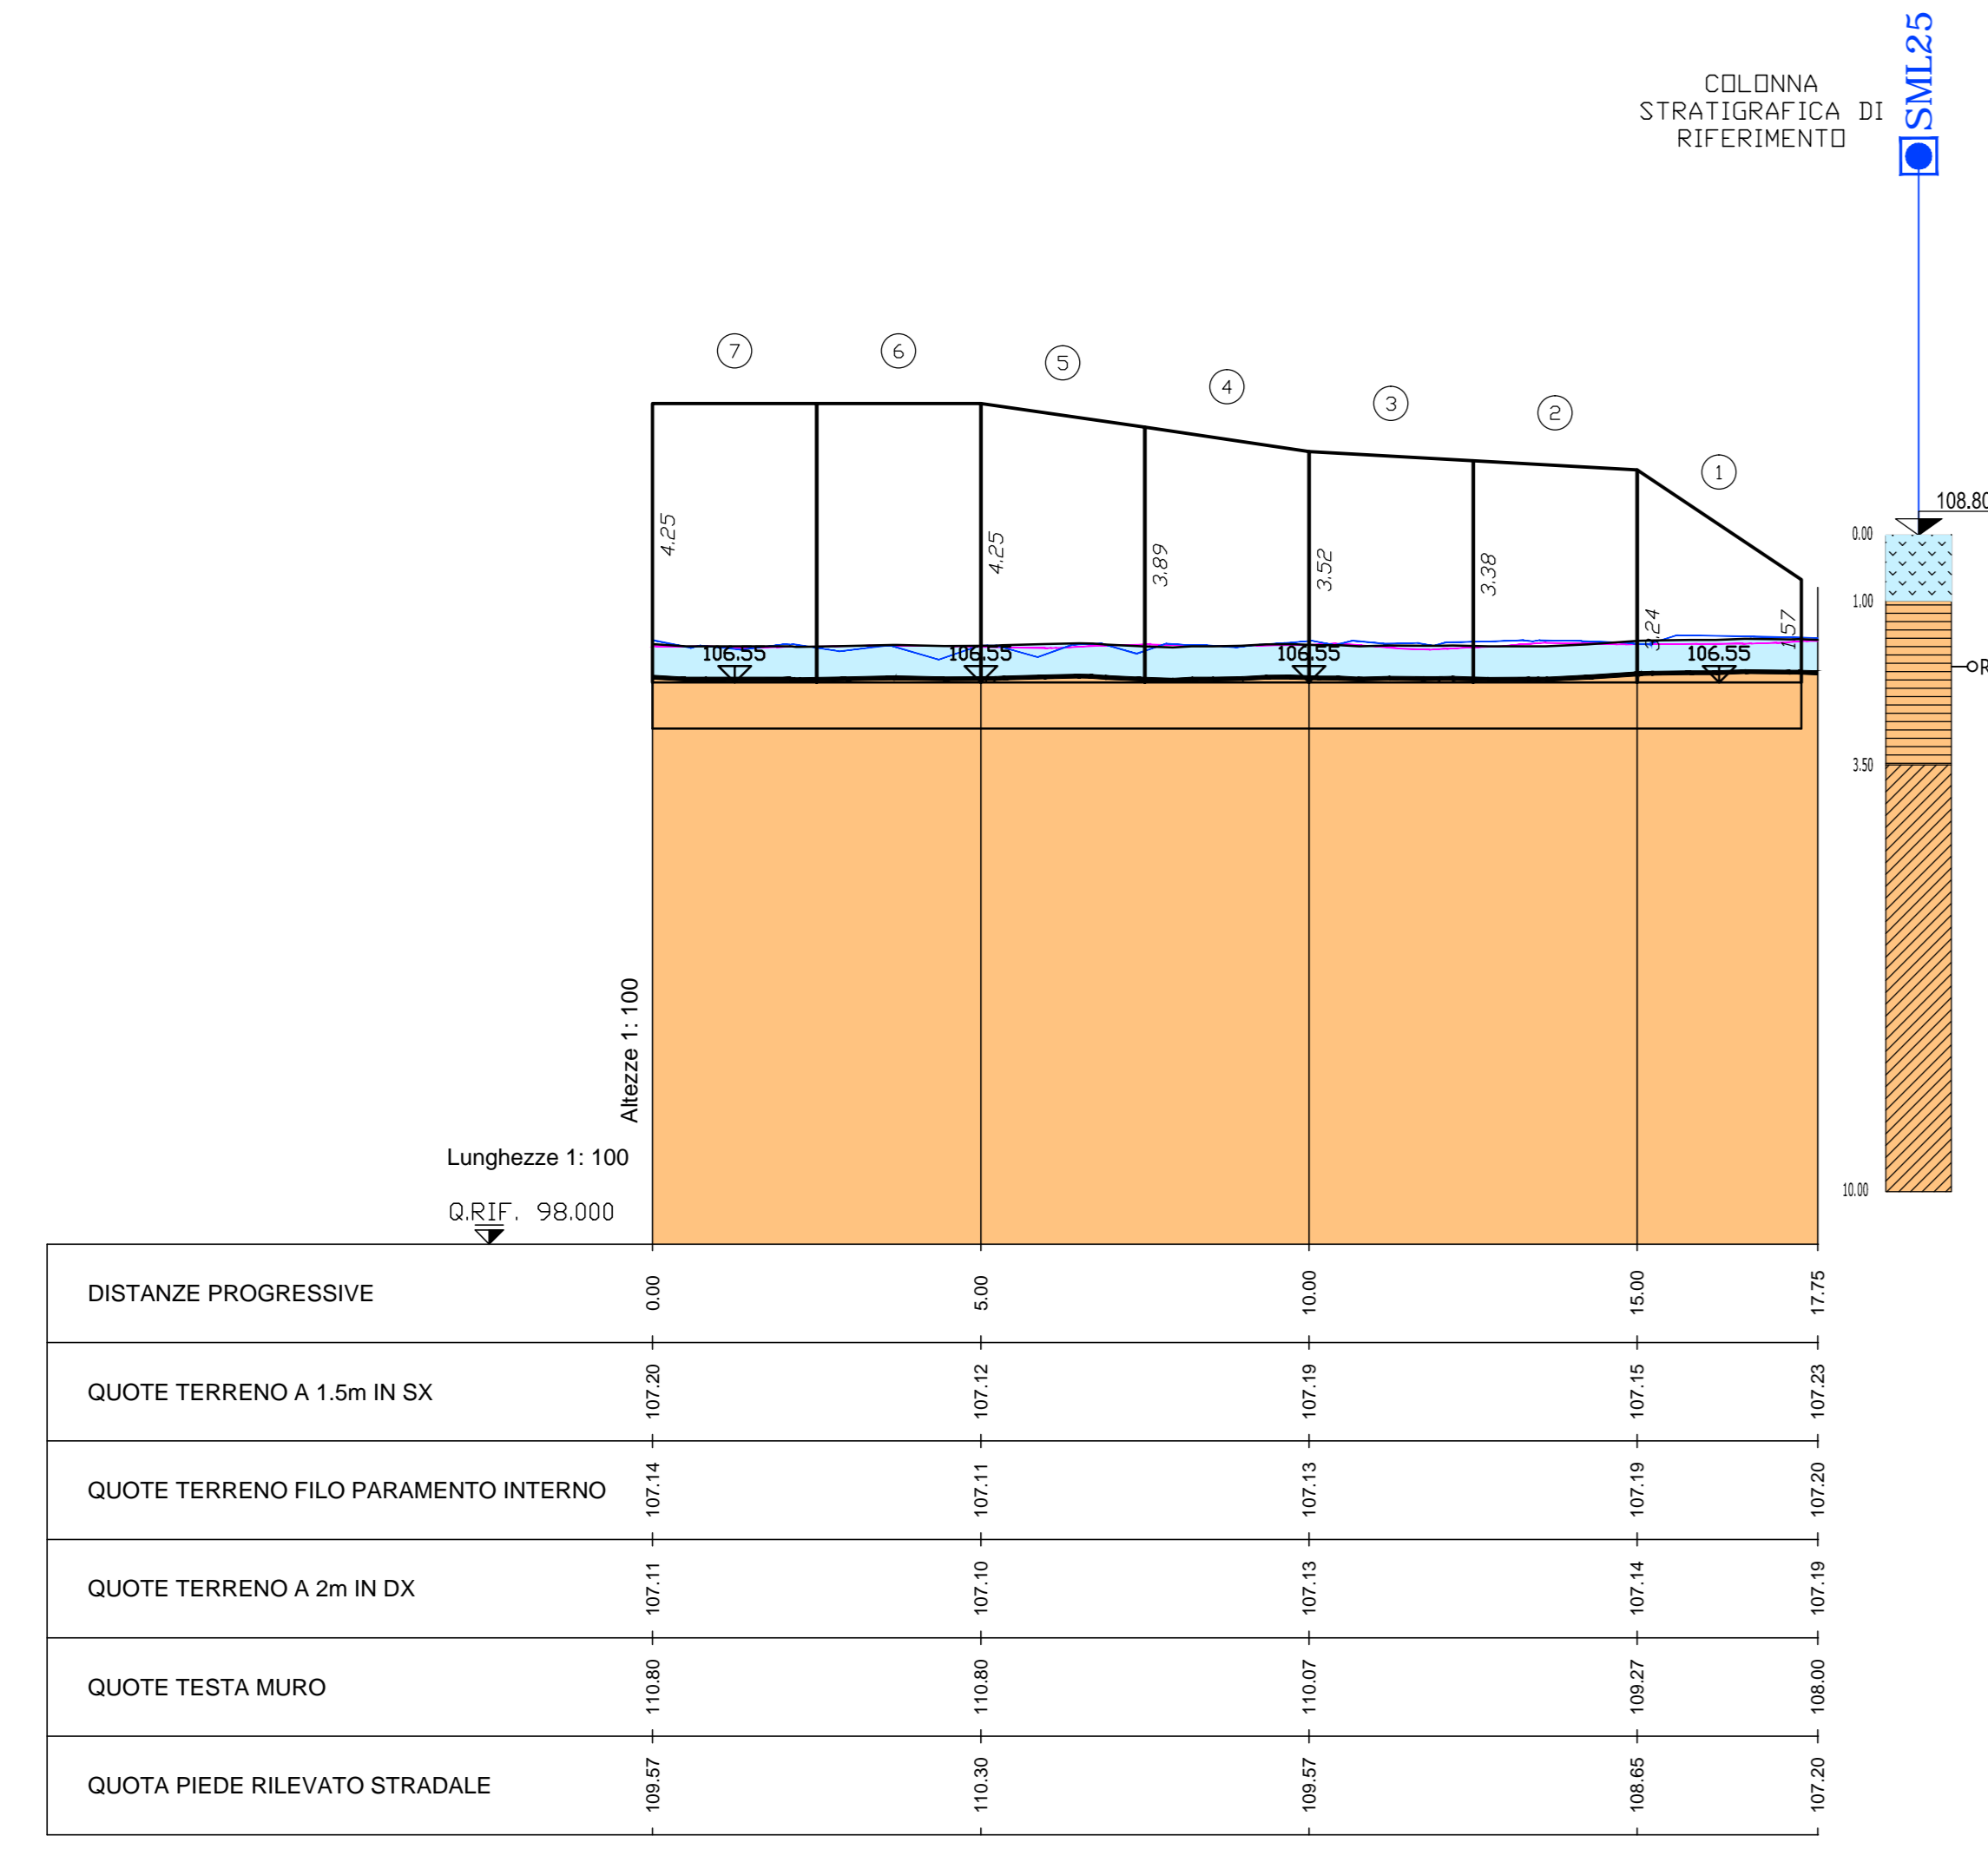 SML25
COLONNA
STRATIGRAFICA DI
RIFERIMENTO
7
6
5
4
3
2
1
108.80
0.00
1.00
3.50
10.00
R
4.25
4.25
3.89
3.52
3.38
3.24
1.57
106.55
106.55
106.55
106.55
Altezze 1: 100
Lunghezze 1: 100
Q.RIF. 98.000
DISTANZE PROGRESSIVE 0.00 5.00 10.00 15.00 17.75
QUOTE TERRENO A 1.5m IN SX 107.20 107.12 107.19 107.15 107.23
QUOTE TERRENO FILO PARAMENTO INTERNO 107.14 107.11 107.13 107.19 107.20
QUOTE TERRENO A 2m IN DX 107.11 107.10 107.13 107.14 107.19
QUOTE TESTA MURO 110.80 110.80 110.07 109.27 108.00
QUOTA PIEDE RILEVATO STRADALE 109.57 110.30 109.57 108.65 107.20